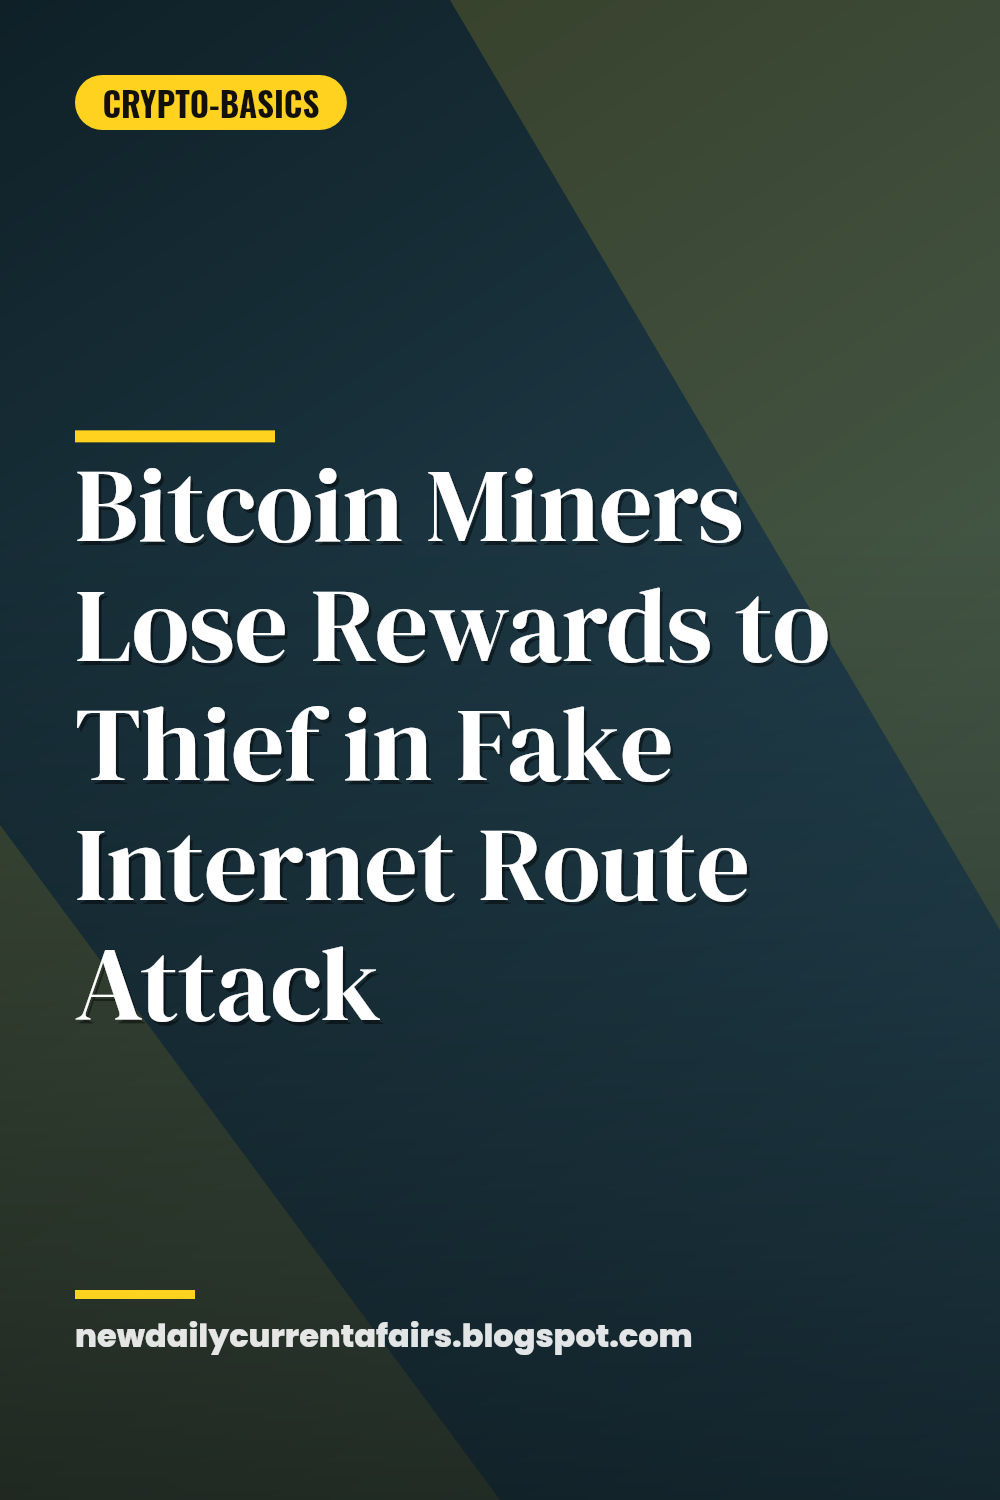 CRYPTO-BASICS
Bitcoin Miners
Lose Rewards to
Thief in Fake
Internet Route
Attack
newdailycurrentafairs.blogspot.com